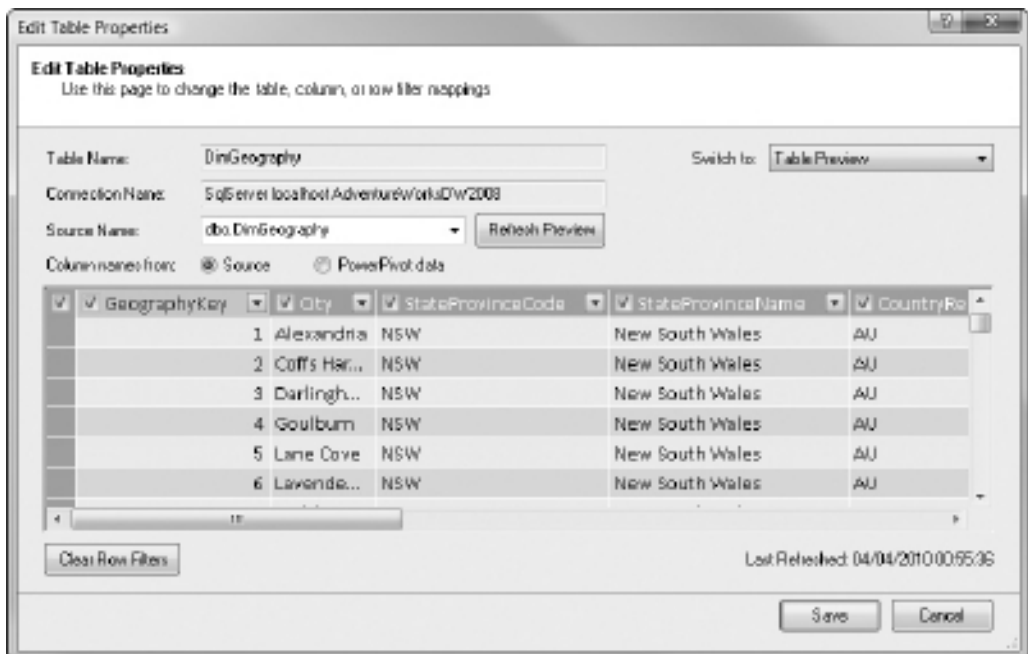 Edit Table Properties
Edit Table Properties
Use this page to change the table, column, or row filter mappings
Table Name: DimGeography Switch to: Table Preview
Connection Name: SqlServer localhost AdventureWorksDW2008
Source Name: dbo.DimGeography Refresh Preview
Column names from: Source PowerPivot data
GeographyKey City StateProvinceCode StateProvinceName CountryRe
1 Alexandria NSW New South Wales AU
2 Coffs Har... NSW New South Wales AU
3 Darlingh... NSW New South Wales AU
4 Goulburn NSW New South Wales AU
5 Lane Cove NSW New South Wales AU
6 Lavende... NSW New South Wales AU
Clear Row Filters Last Refreshed: 04/04/2010 00:55:36
Save Cancel